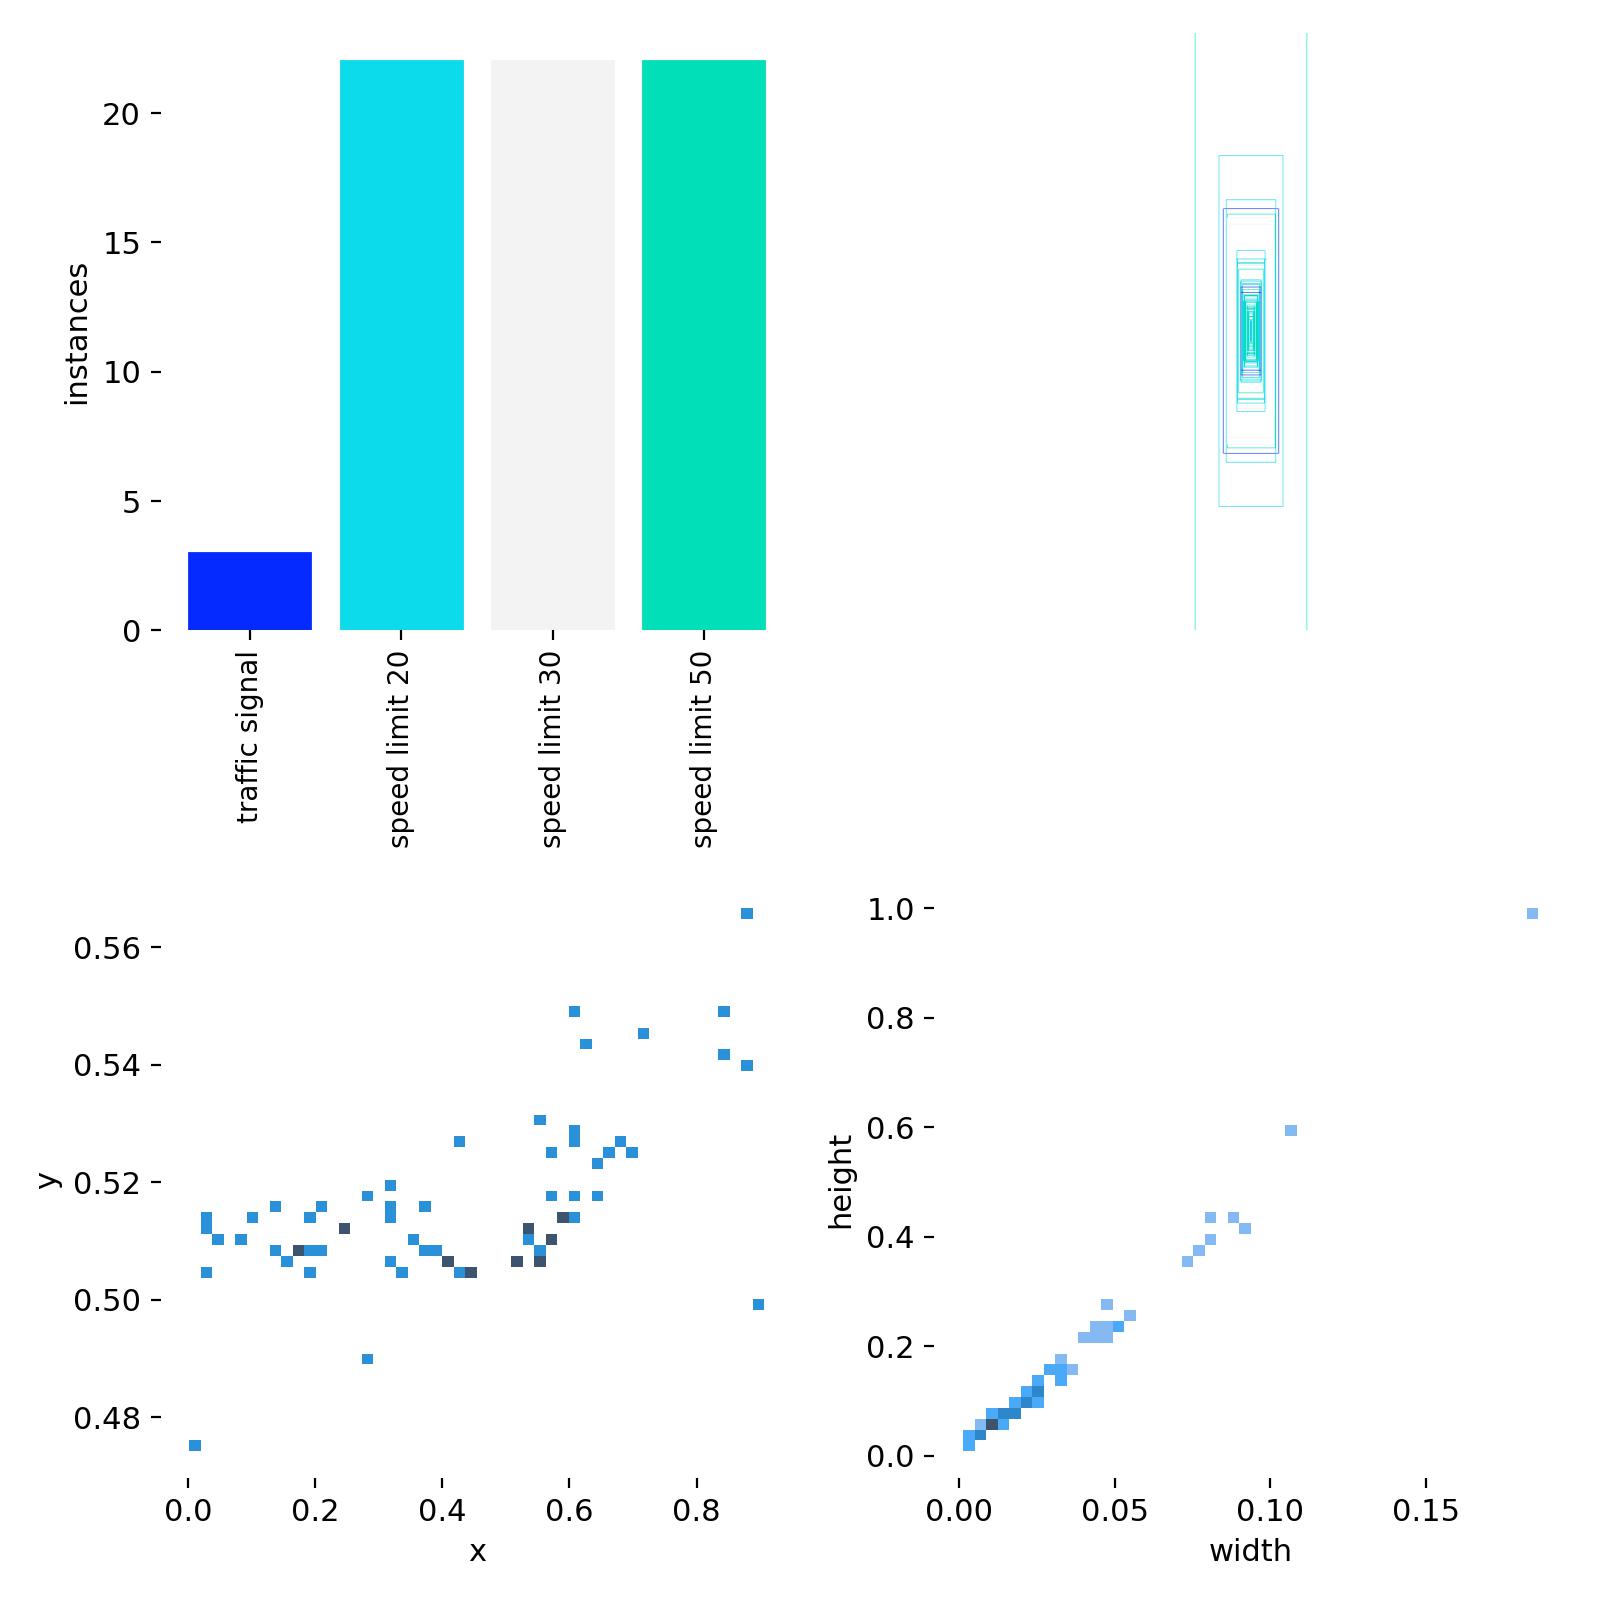 instances
20
15
10
5
0
traffic signal
speed limit 20
speed limit 30
speed limit 50
y
0.56
0.54
0.52
0.50
0.48
0.0 0.2 0.4 0.6 0.8
x
height
1.0
0.8
0.6
0.4
0.2
0.0
0.00 0.05 0.10 0.15
width